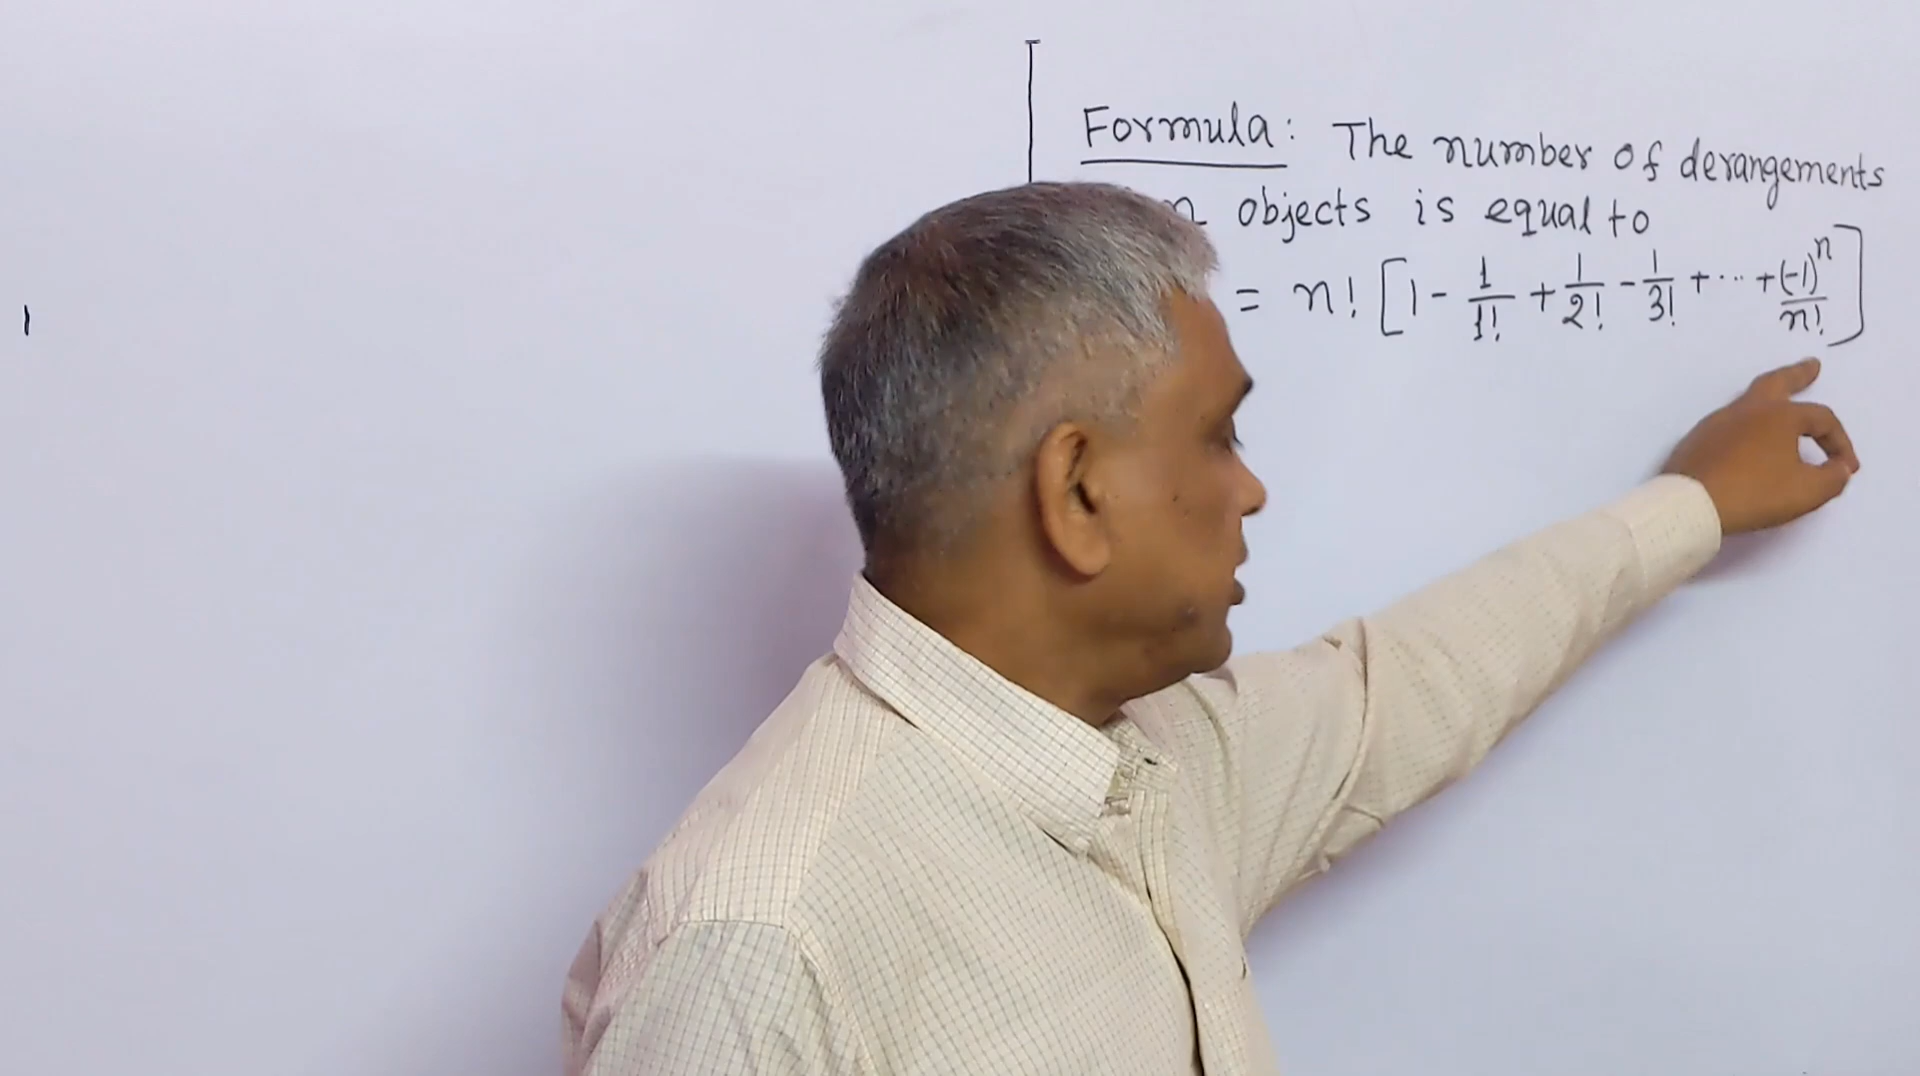 Formula: The number of derangements
n objects is equal to
= n! [1 - 1/1! + 1/2! - 1/3! + ... + (-1)^n/n!]